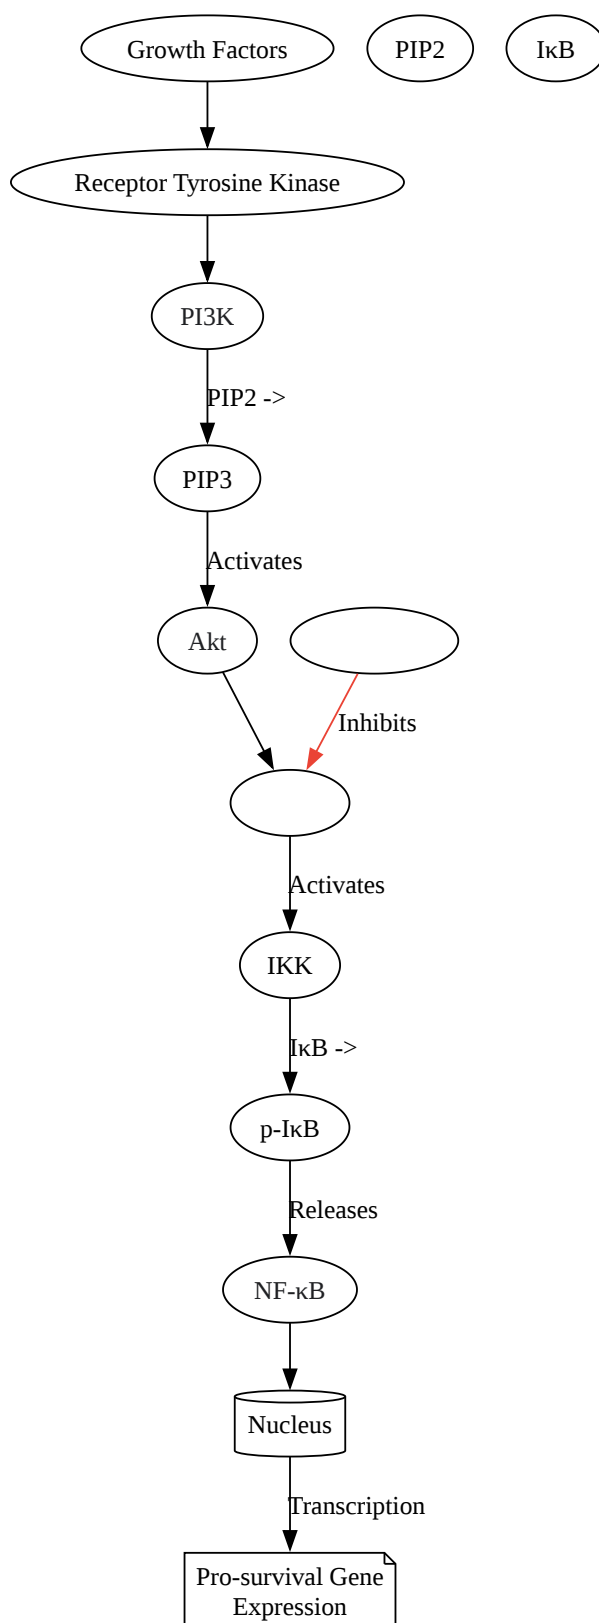 Growth Factors
PIP2
IκB
Receptor Tyrosine Kinase
PI3K
PIP2 ->
PIP3
Activates
Akt
Inhibits
Activates
IKK
IκB ->
p-IκB
Releases
NF-κB
Nucleus
Transcription
Pro-survival Gene
Expression